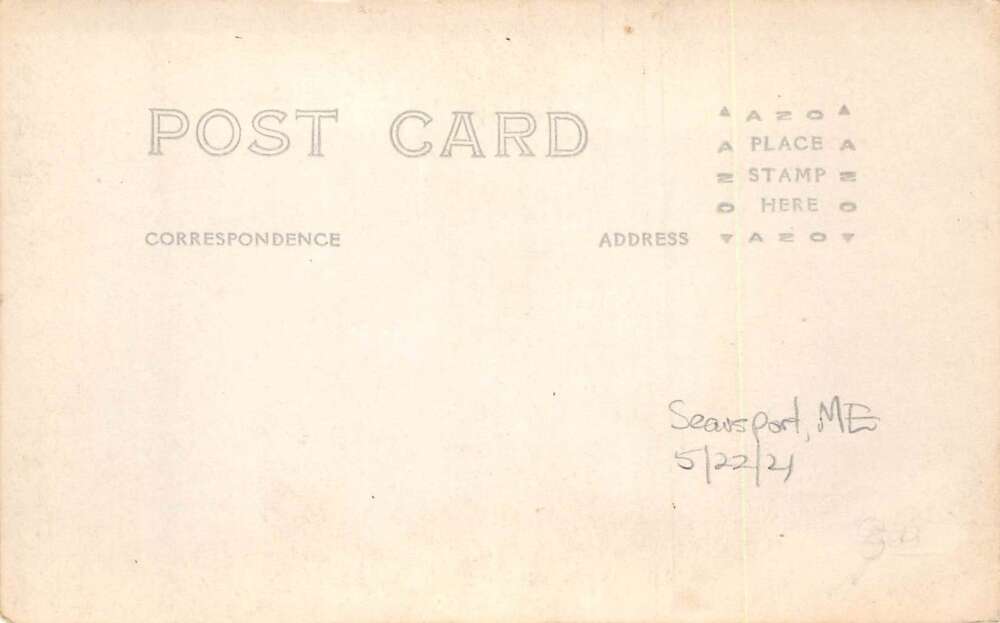 POST CARD
▲ AZO ▲
A PLACE A
Z STAMP Z
O HERE O
CORRESPONDENCE
ADDRESS
▼ AZO ▼
Searsport, ME
5/22/21